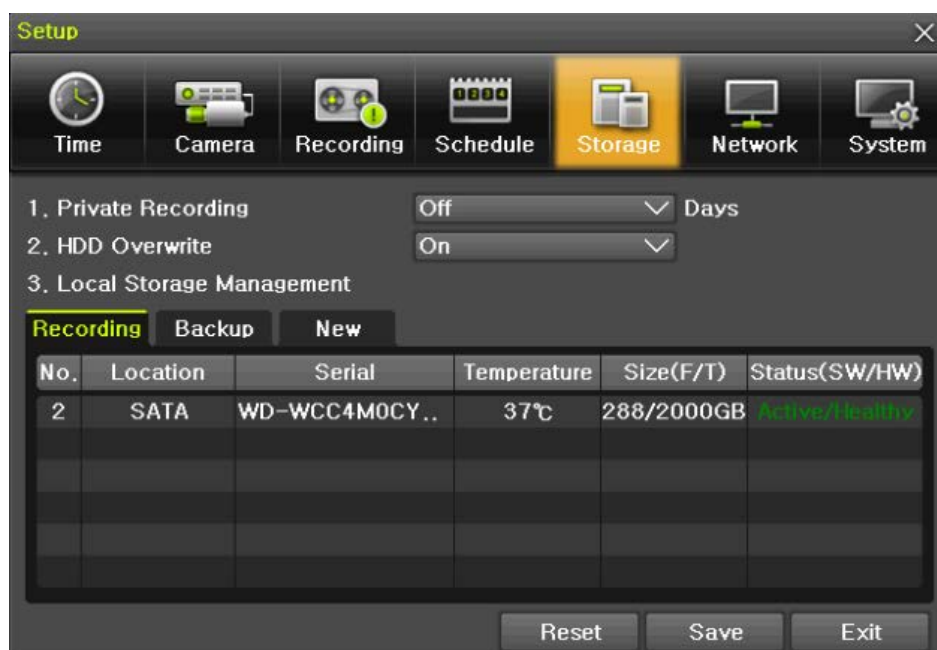 Setup
Time Camera Recording Schedule Storage Network System
1. Private Recording Off Days
2. HDD Overwrite On
3. Local Storage Management
Recording Backup New
No. Location Serial Temperature Size(F/T) Status(SW/HW)
2 SATA WD-WCC4M0CY.. 37℃ 288/2000GB Active/Healthy
Reset Save Exit